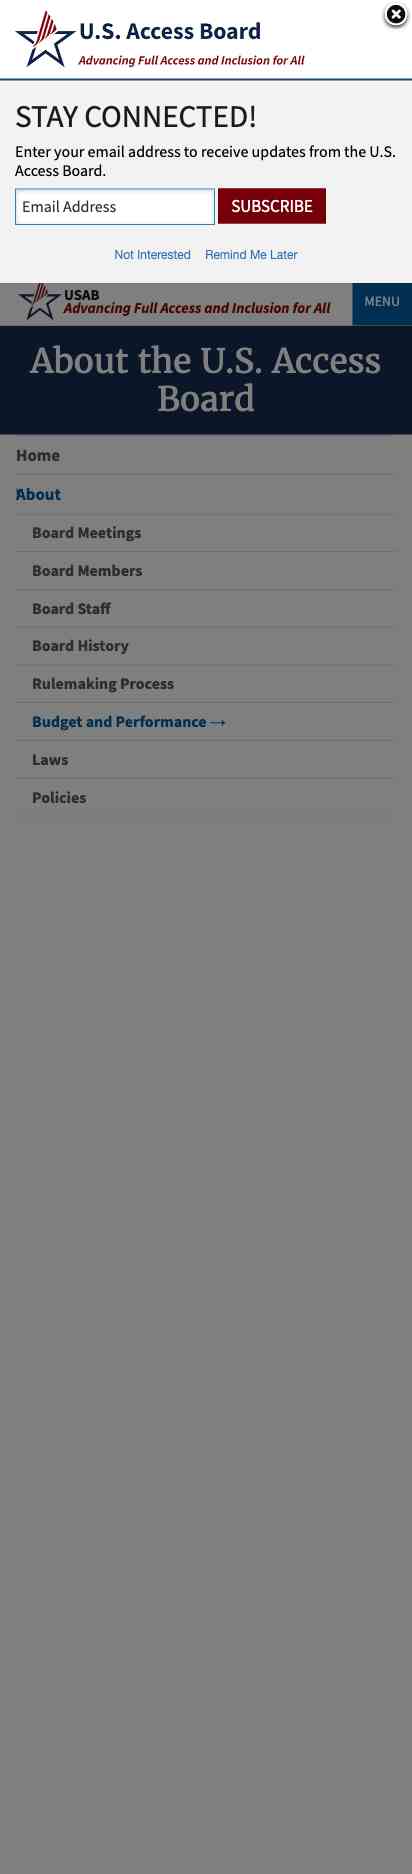 U.S. Access Board
Advancing Full Access and Inclusion for All
STAY CONNECTED!
Enter your email address to receive updates from the U.S.
Access Board.
Email Address
SUBSCRIBE
Not Interested
Remind Me Later
USAB
Advancing Full Access and Inclusion for All
MENU
About the U.S. Access
Board
Home
About
Board Meetings
Board Members
Board Staff
Board History
Rulemaking Process
Budget and Performance →
Laws
Policies